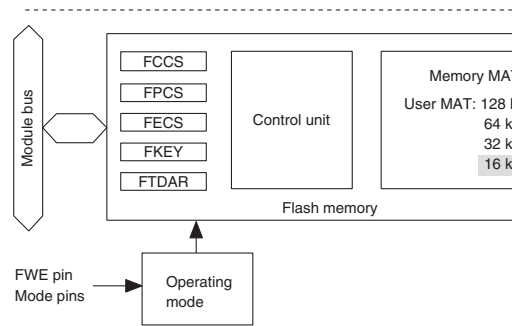 Module bus
FCCS
FPCS
FECS
FKEY
FTDAR
Control unit
Memory MAT
User MAT: 128 k
64 k
32 k
16 k
Flash memory
FWE pin
Mode pins
Operating
mode